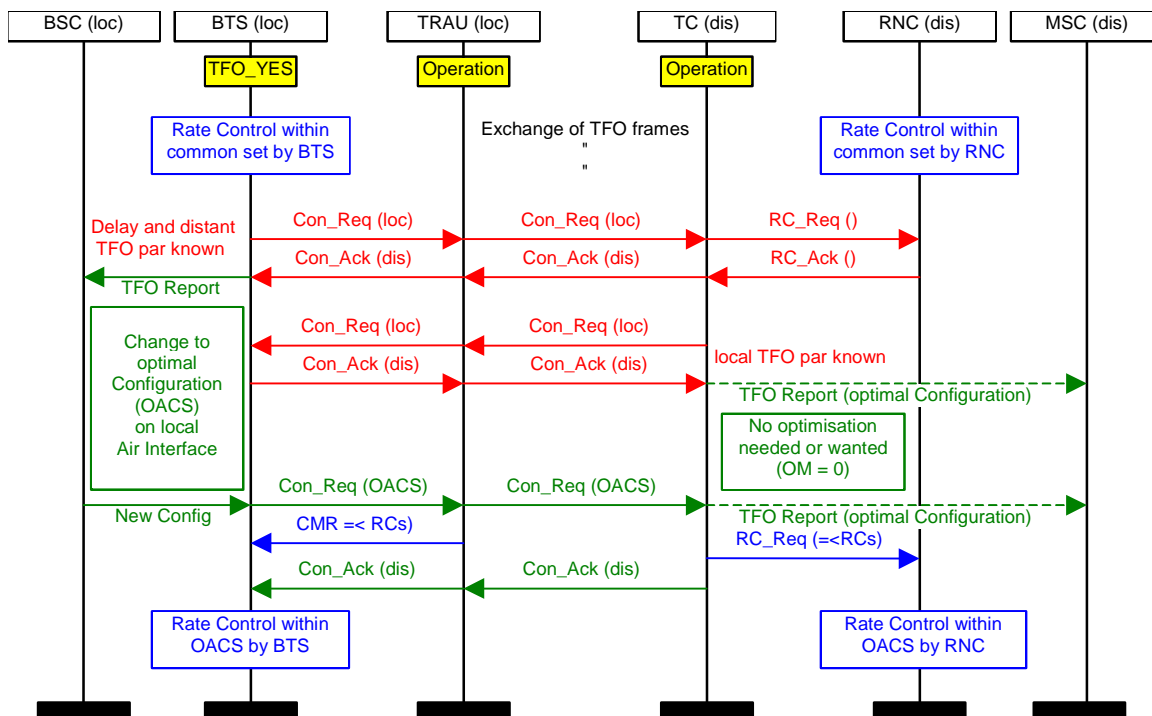 BSC (loc)
BTS (loc)
TRAU (loc)
TC (dis)
RNC (dis)
MSC (dis)
TFO_YES
Operation
Operation
Rate Control within
common set by BTS
Exchange of TFO frames
"
"
Rate Control within
common set by RNC
Delay and distant
TFO par known
Con_Req (loc)
Con_Req (loc)
RC_Req ()
Con_Ack (dis)
Con_Ack (dis)
RC_Ack ()
TFO Report
Change to
optimal
Configuration
(OACS)
on local
Air Interface
Con_Req (loc)
Con_Req (loc)
Con_Ack (dis)
Con_Ack (dis)
local TFO par known
TFO Report (optimal Configuration)
No optimisation
needed or wanted
(OM = 0)
Con_Req (OACS)
Con_Req (OACS)
New Config
TFO Report (optimal Configuration)
CMR =< RCs)
RC_Req (=<RCs)
Con_Ack (dis)
Con_Ack (dis)
Rate Control within
OACS by BTS
Rate Control within
OACS by RNC